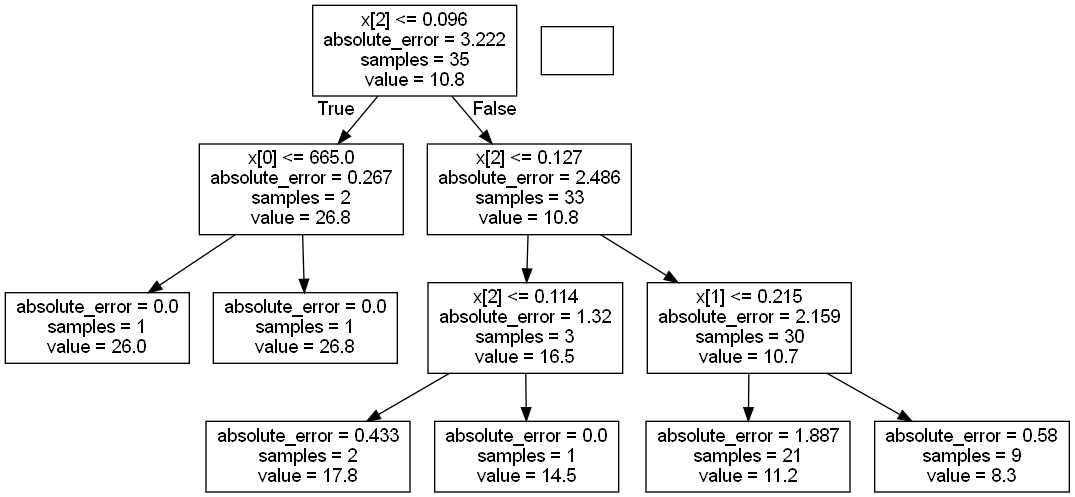 x[2] <= 0.096
absolute_error = 3.222
samples = 35
value = 10.8
True
False
x[0] <= 665.0
absolute_error = 0.267
samples = 2
value = 26.8
x[2] <= 0.127
absolute_error = 2.486
samples = 33
value = 10.8
absolute_error = 0.0
samples = 1
value = 26.0
absolute_error = 0.0
samples = 1
value = 26.8
x[2] <= 0.114
absolute_error = 1.32
samples = 3
value = 16.5
x[1] <= 0.215
absolute_error = 2.159
samples = 30
value = 10.7
absolute_error = 0.433
samples = 2
value = 17.8
absolute_error = 0.0
samples = 1
value = 14.5
absolute_error = 1.887
samples = 21
value = 11.2
absolute_error = 0.58
samples = 9
value = 8.3